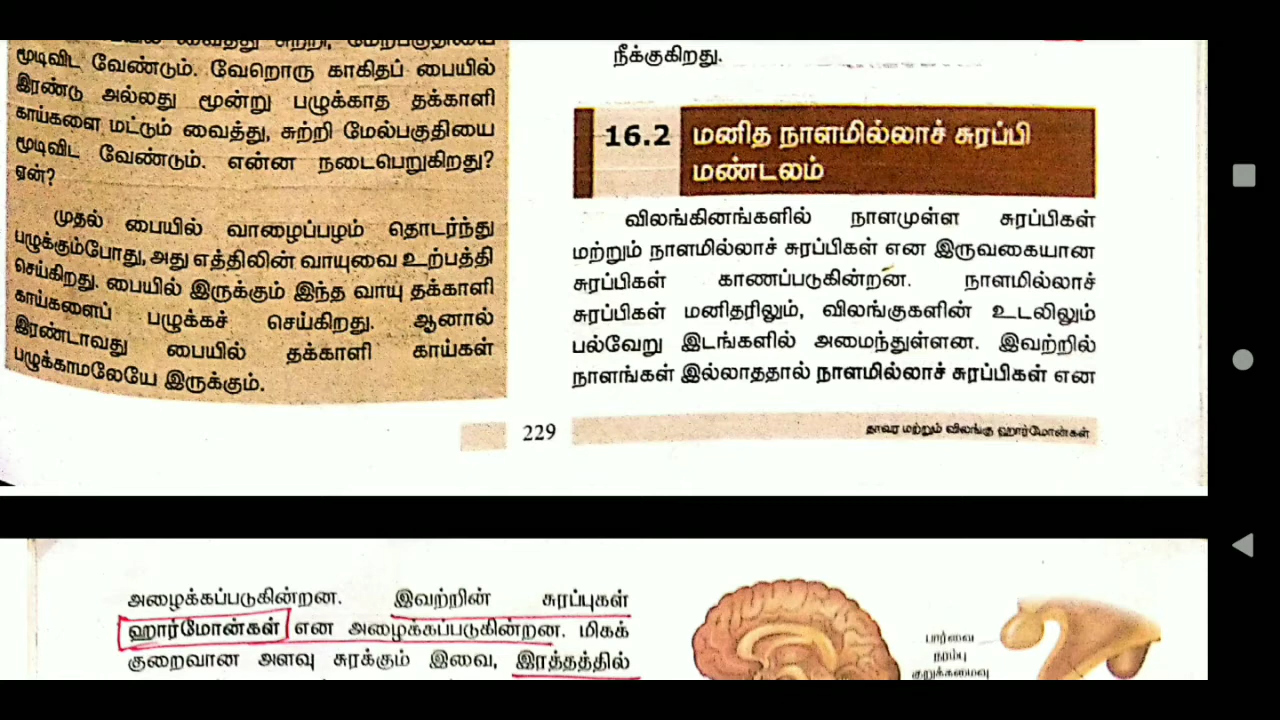 மூடிவிட வேண்டும். வேறொரு காகிதப் பையில்
இரண்டு அல்லது மூன்று பழுக்காத தக்காளி
காய்களை மட்டும் வைத்து, சுற்றி மேல்பகுதியை
மூடிவிட வேண்டும். என்ன நடைபெறுகிறது?
ஏன்?
முதல் பையில் வாழைப்பழம் தொடர்ந்து
பழுக்கும்போது, அது எத்திலின் வாயுவை உற்பத்தி
செய்கிறது. பையில் இருக்கும் இந்த வாயு தக்காளி
காய்களைப் பழுக்கச் செய்கிறது. ஆனால்
இரண்டாவது பையில் தக்காளி காய்கள்
பழுக்காமலேயே இருக்கும்.
நீக்குகிறது.
16.2 மனித நாளமில்லாச் சுரப்பி
மண்டலம்
விலங்கினங்களில் நாளமுள்ள சுரப்பிகள்
மற்றும் நாளமில்லாச் சுரப்பிகள் என இருவகையான
சுரப்பிகள் காணப்படுகின்றன. நாளமில்லாச்
சுரப்பிகள் மனிதரிலும், விலங்குகளின் உடலிலும்
பல்வேறு இடங்களில் அமைந்துள்ளன. இவற்றில்
நாளங்கள் இல்லாததால் நாளமில்லாச் சுரப்பிகள் என
229
தாவர மற்றும் விலங்கு ஹார்மோன்கள்
அழைக்கப்படுகின்றன. இவற்றின் சுரப்புகள்
ஹார்மோன்கள் என அழைக்கப்படுகின்றன. மிகக்
குறைவான அளவு சுரக்கும் இவை, இரத்தத்தில்
பார்வை
நரம்பு
குறுக்கமைவு